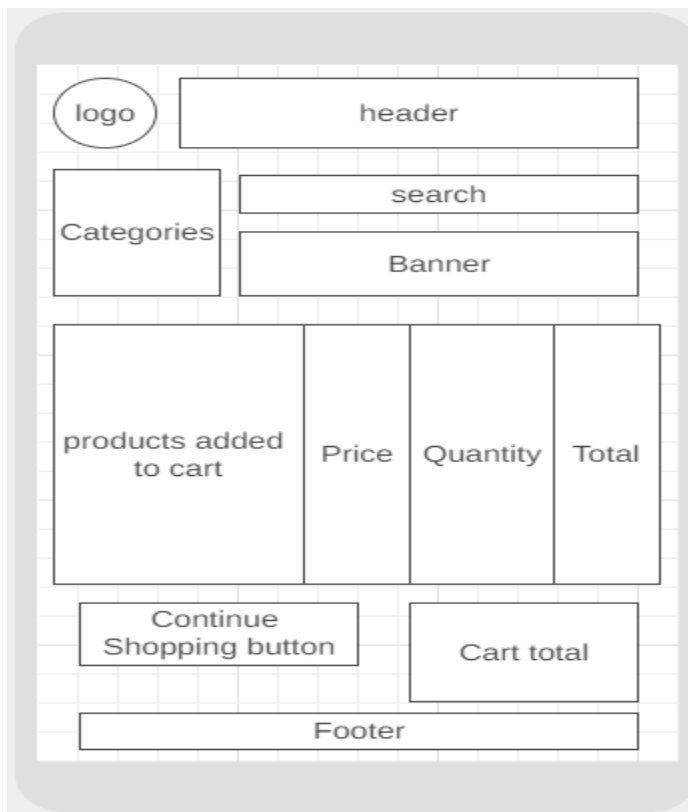 logo
header
Categories
search
Banner
products added
to cart
Price
Quantity
Total
Continue
Shopping button
Cart total
Footer